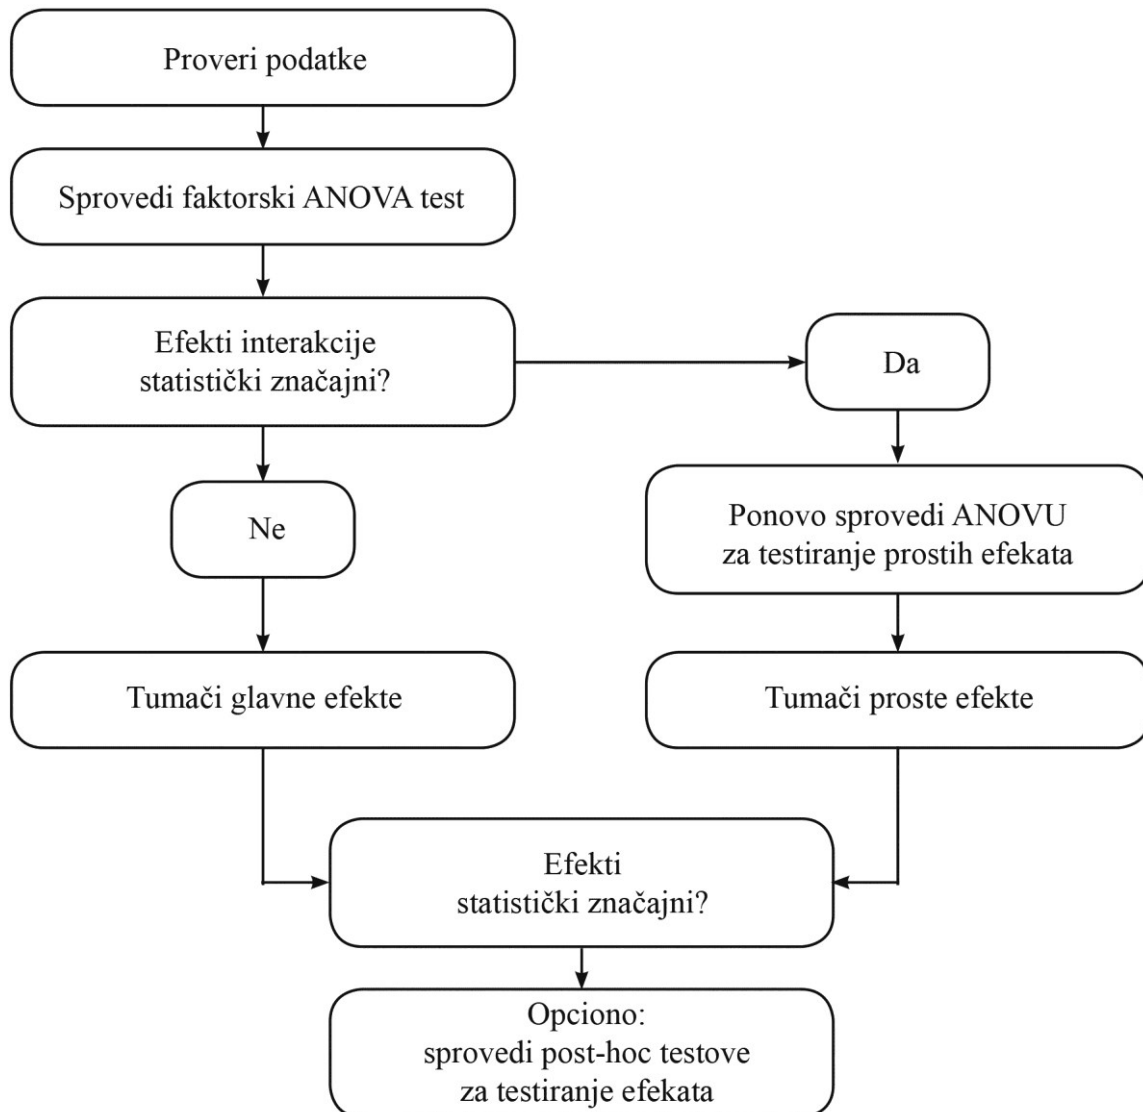 Proveri podatke
Sprovedi faktorski ANOVA test
Efekti interakcije
statistički značajni?
Da
Ne
Ponovo sprovedi ANOVU
za testiranje prostih efekata
Tumači glavne efekte
Tumači proste efekte
Efekti
statistički značajni?
Opciono:
sprovedi post-hoc testove
za testiranje efekata